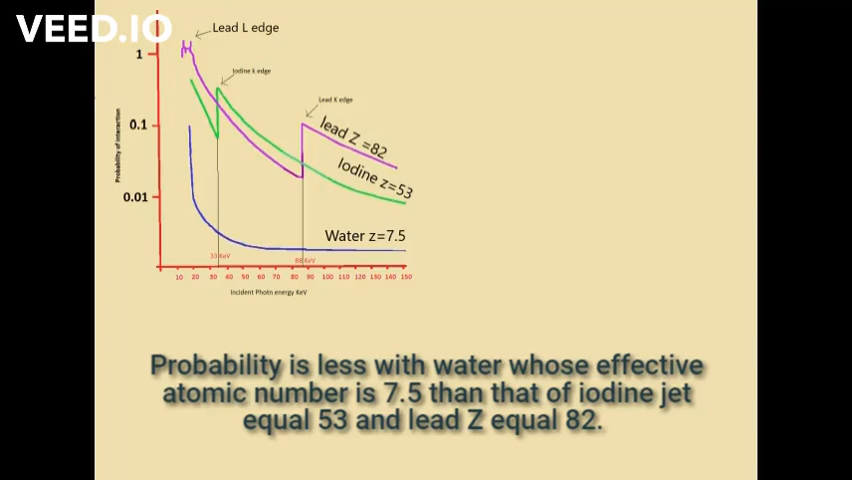 VEED.IO
Lead L edge
1
Iodine k edge
Lead K edge
0.1
lead Z =82
Iodine z=53
Probability of interaction
0.01
Water z=7.5
33 KeV
88 KeV
10 20 30 40 50 60 70 80 90 100 110 120 130 140 150
Incident Photn energy KeV
Probability is less with water whose effective
atomic number is 7.5 than that of iodine jet
equal 53 and lead Z equal 82.